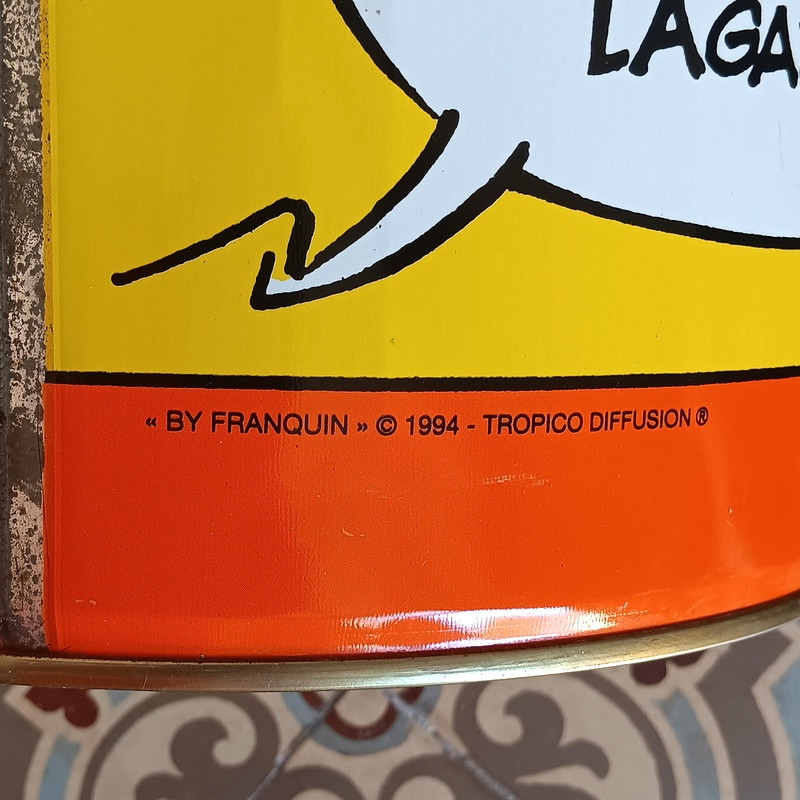 LAGA
« BY FRANQUIN » © 1994 - TROPICO DIFFUSION ®